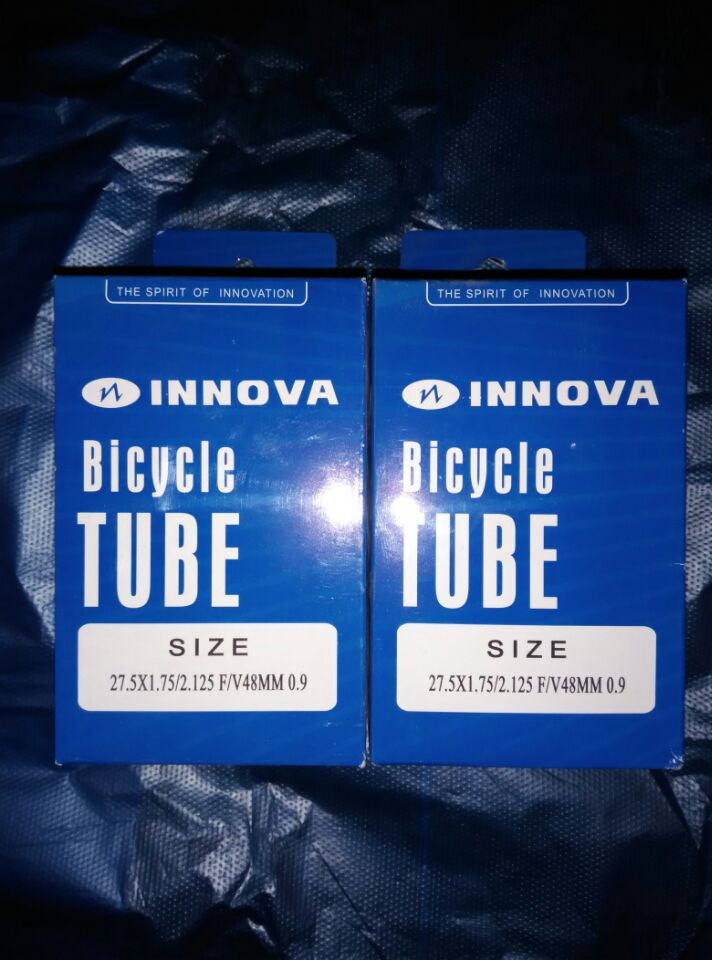 THE SPIRIT OF INNOVATION
INNOVA
Bicycle
TUBE
SIZE
27.5X1.75/2.125 F/V48MM 0.9
THE SPIRIT OF INNOVATION
INNOVA
Bicycle
TUBE
SIZE
27.5X1.75/2.125 F/V48MM 0.9